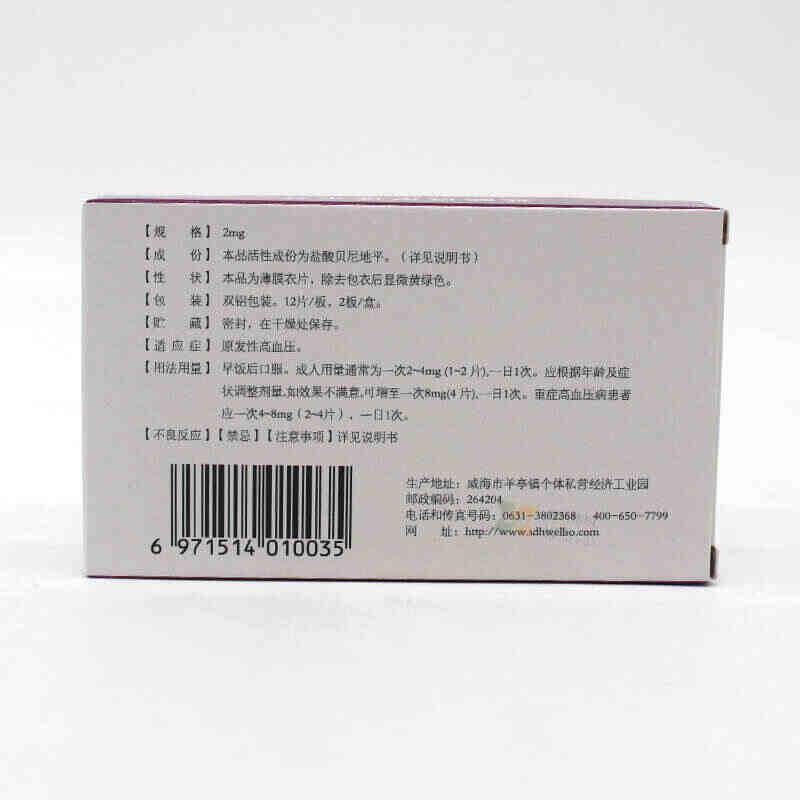 【规 格】 2mg
【成 份】 本品活性成份为盐酸贝尼地平。（详见说明书）
【性 状】 本品为薄膜衣片，除去包衣后显微黄绿色。
【包 装】 双铝包装。12片/板，2板/盒。
【贮 藏】 密封，在干燥处保存。
【适应症】 原发性高血压。
【用法用量】 早饭后口服。成人用量通常为一次2~4mg (1~2 片),一日1次。应根据年龄及症
状调整剂量,如效果不满意,可增至一次8mg(4 片),一日1次。重症高血压病患者
应一次4~8mg（2~4片），一日1次。
【不良反应】【禁忌】【注意事项】详见说明书
生产地址：威海市羊亭镇个体私营经济工业园
邮政编码：264204
电话和传真号码：0631-3802368 400-650-7799
网 址：http://www.sdhwelbo.com
6 971514 010035